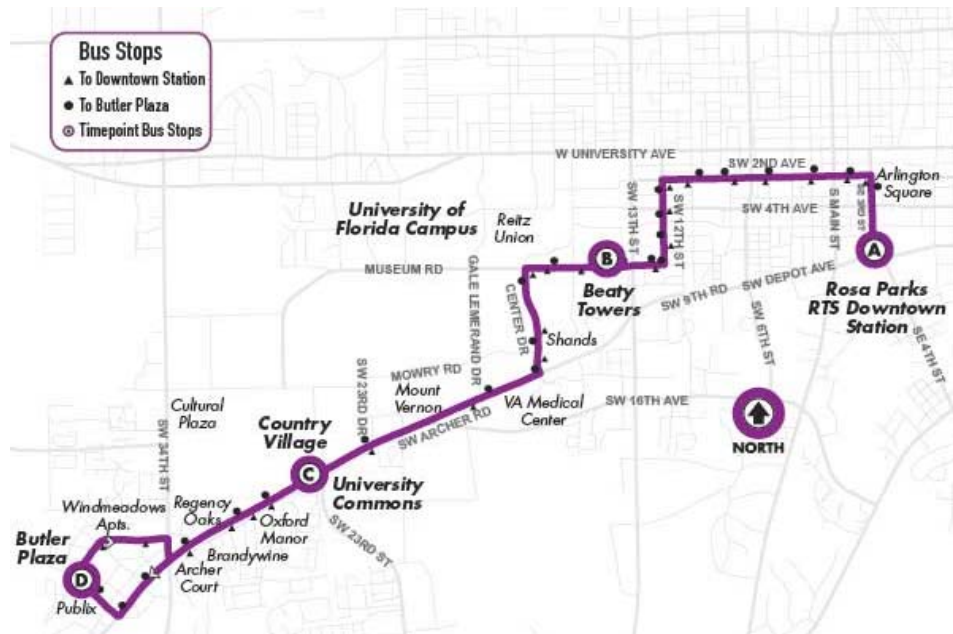 Bus Stops
To Downtown Station
To Butler Plaza
Timepoint Bus Stops
W UNIVERSITY AVE
SW 2ND AVE
Arlington
Square
SW 13TH ST
SW 12TH ST
SW 4TH AVE
S MAIN ST
SE 3RD ST
University of
Florida Campus
Reitz
Union
B
A
MUSEUM RD
GALE LEMERAND DR
CENTER DR
Beaty
Towers
SW 9TH RD
SW DEPOT AVE
Rosa Parks
RTS Downtown
Station
SW 6TH ST
SE 4TH ST
Shands
MOWRY RD
SW 23RD DR
Mount
Vernon
SW ARCHER RD
VA Medical
Center
SW 16TH AVE
NORTH
Cultural
Plaza
SW 34TH ST
Country
Village
C
University
Commons
SW 23RD ST
Windmeadows
Apts.
Regency
Oaks
Oxford
Manor
Brandywine
Archer
Court
Butler
Plaza
D
Publix